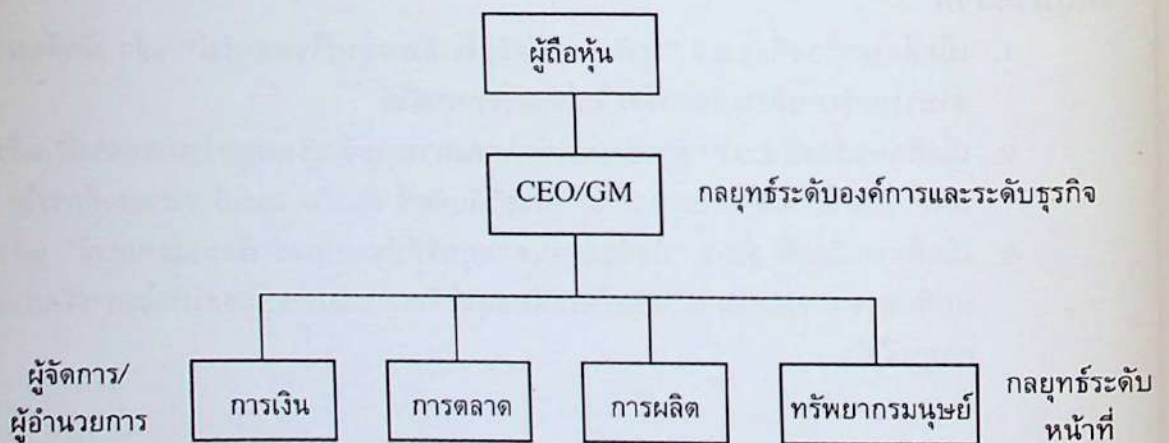 ผู้ถือหุ้น
CEO/GM
กลยุทธ์ระดับองค์การและระดับธุรกิจ
ผู้จัดการ/
ผู้อำนวยการ
การเงิน
การตลาด
การผลิต
ทรัพยากรมนุษย์
กลยุทธ์ระดับ
หน้าที่